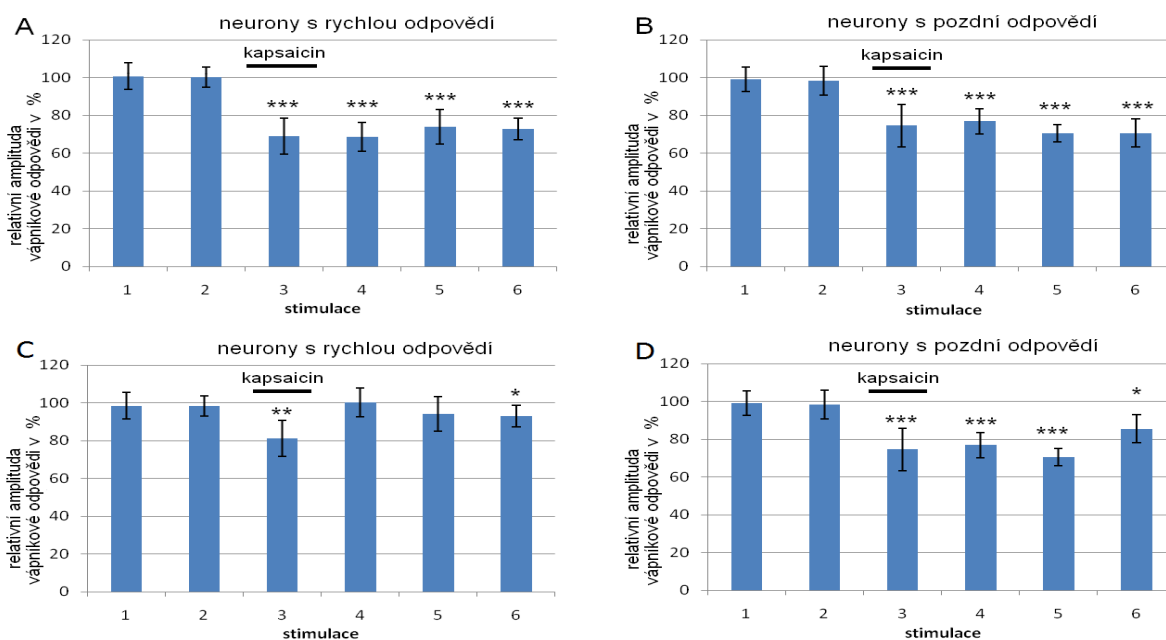 A
neurony s rychlou odpovědí
kapsaicin
relativní amplituda
vápnikové odpovědi v %
120
100
80
60
40
20
0
*** *** *** ***
1 2 3 4 5 6
stimulace
B
neurony s pozdní odpovědí
kapsaicin
relativní amplituda
vápnikové odpovědi v %
120
100
80
60
40
20
0
*** *** *** ***
1 2 3 4 5 6
stimulace
C
neurony s rychlou odpovědí
kapsaicin
relativní amplituda
vápnikové odpovědi v %
120
100
80
60
40
20
0
** *
1 2 3 4 5 6
stimulace
D
neurony s pozdní odpovědí
kapsaicin
relativní amplituda
vápnikové odpovědi v %
120
100
80
60
40
20
0
*** *** *** *
1 2 3 4 5 6
stimulace